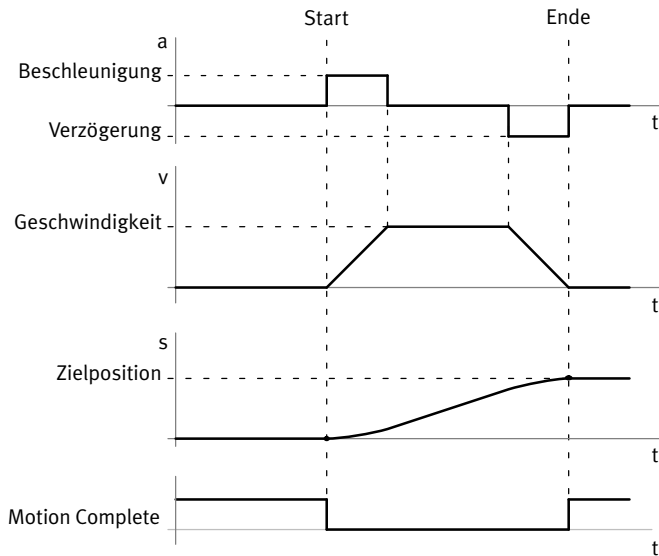 Start Ende
a
Beschleunigung
Verzögerung
t
v
Geschwindigkeit
t
s
Zielposition
t
Motion Complete
t